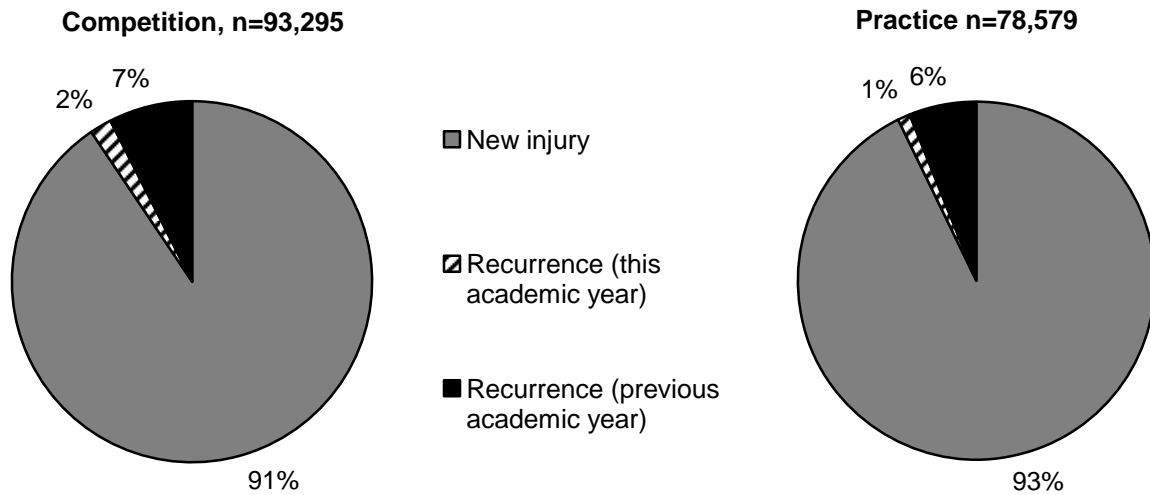 Competition, n=93,295
7%
2%
91%
New injury
Recurrence (this
academic year)
Recurrence (previous
academic year)
Practice n=78,579
6%
1%
93%